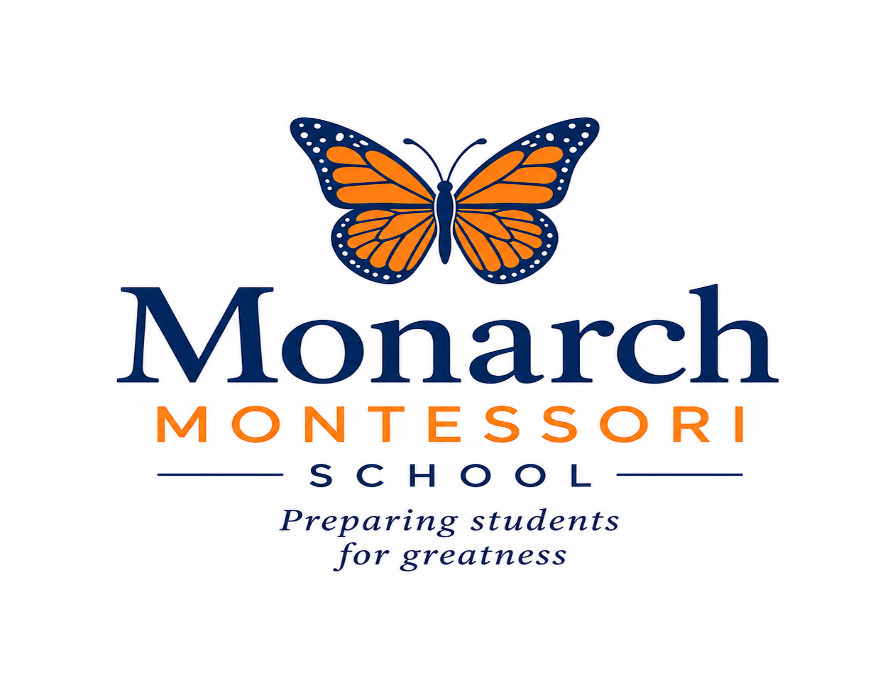 Monarch
MONTESSORI
SCHOOL
Preparing students
for greatness